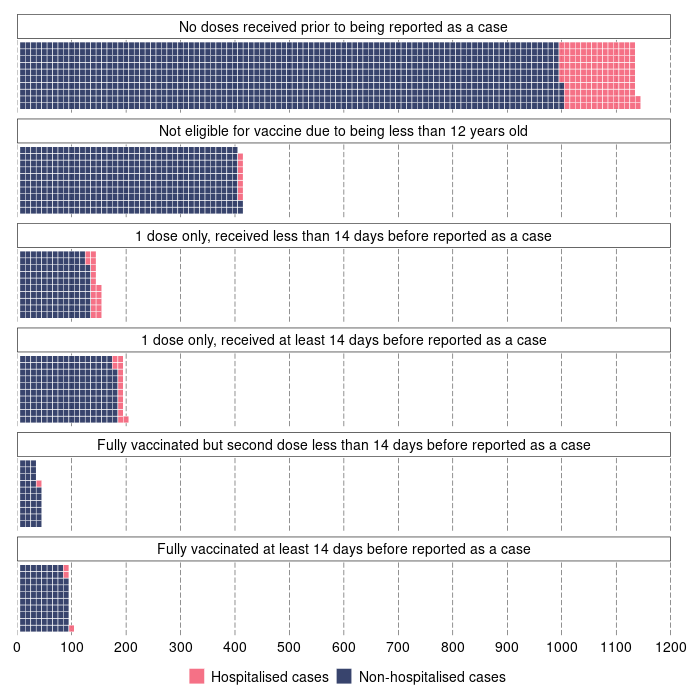 No doses received prior to being reported as a case
Not eligible for vaccine due to being less than 12 years old
1 dose only, received less than 14 days before reported as a case
1 dose only, received at least 14 days before reported as a case
Fully vaccinated but second dose less than 14 days before reported as a case
Fully vaccinated at least 14 days before reported as a case
0 100 200 300 400 500 600 700 800 900 1000 1100 1200
Hospitalised cases Non-hospitalised cases